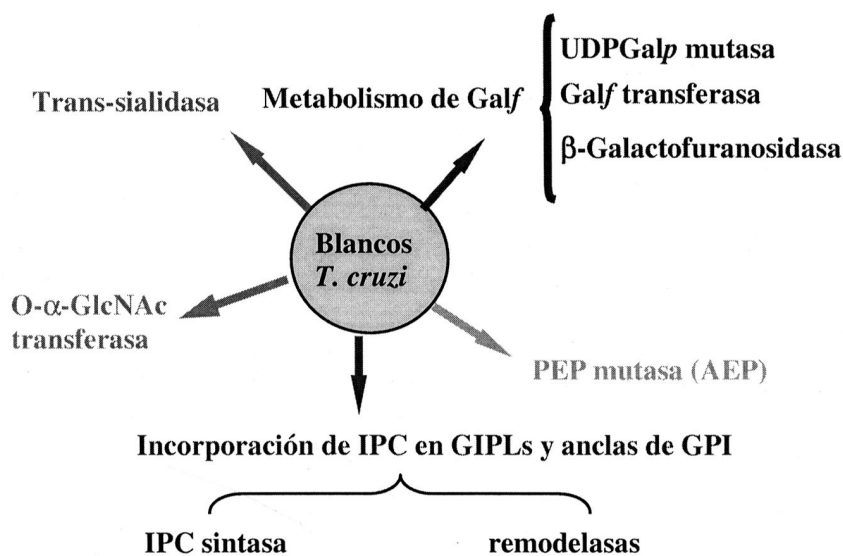 UDPGalp mutasa
Trans-sialidasa
Metabolismo de Galf
Galf transferasa
β-Galactofuranosidasa
Blancos
T. cruzi
O-α-GlcNAc
transferasa
PEP mutasa (AEP)
Incorporación de IPC en GIPLs y anclas de GPI
IPC sintasa
remodelasas